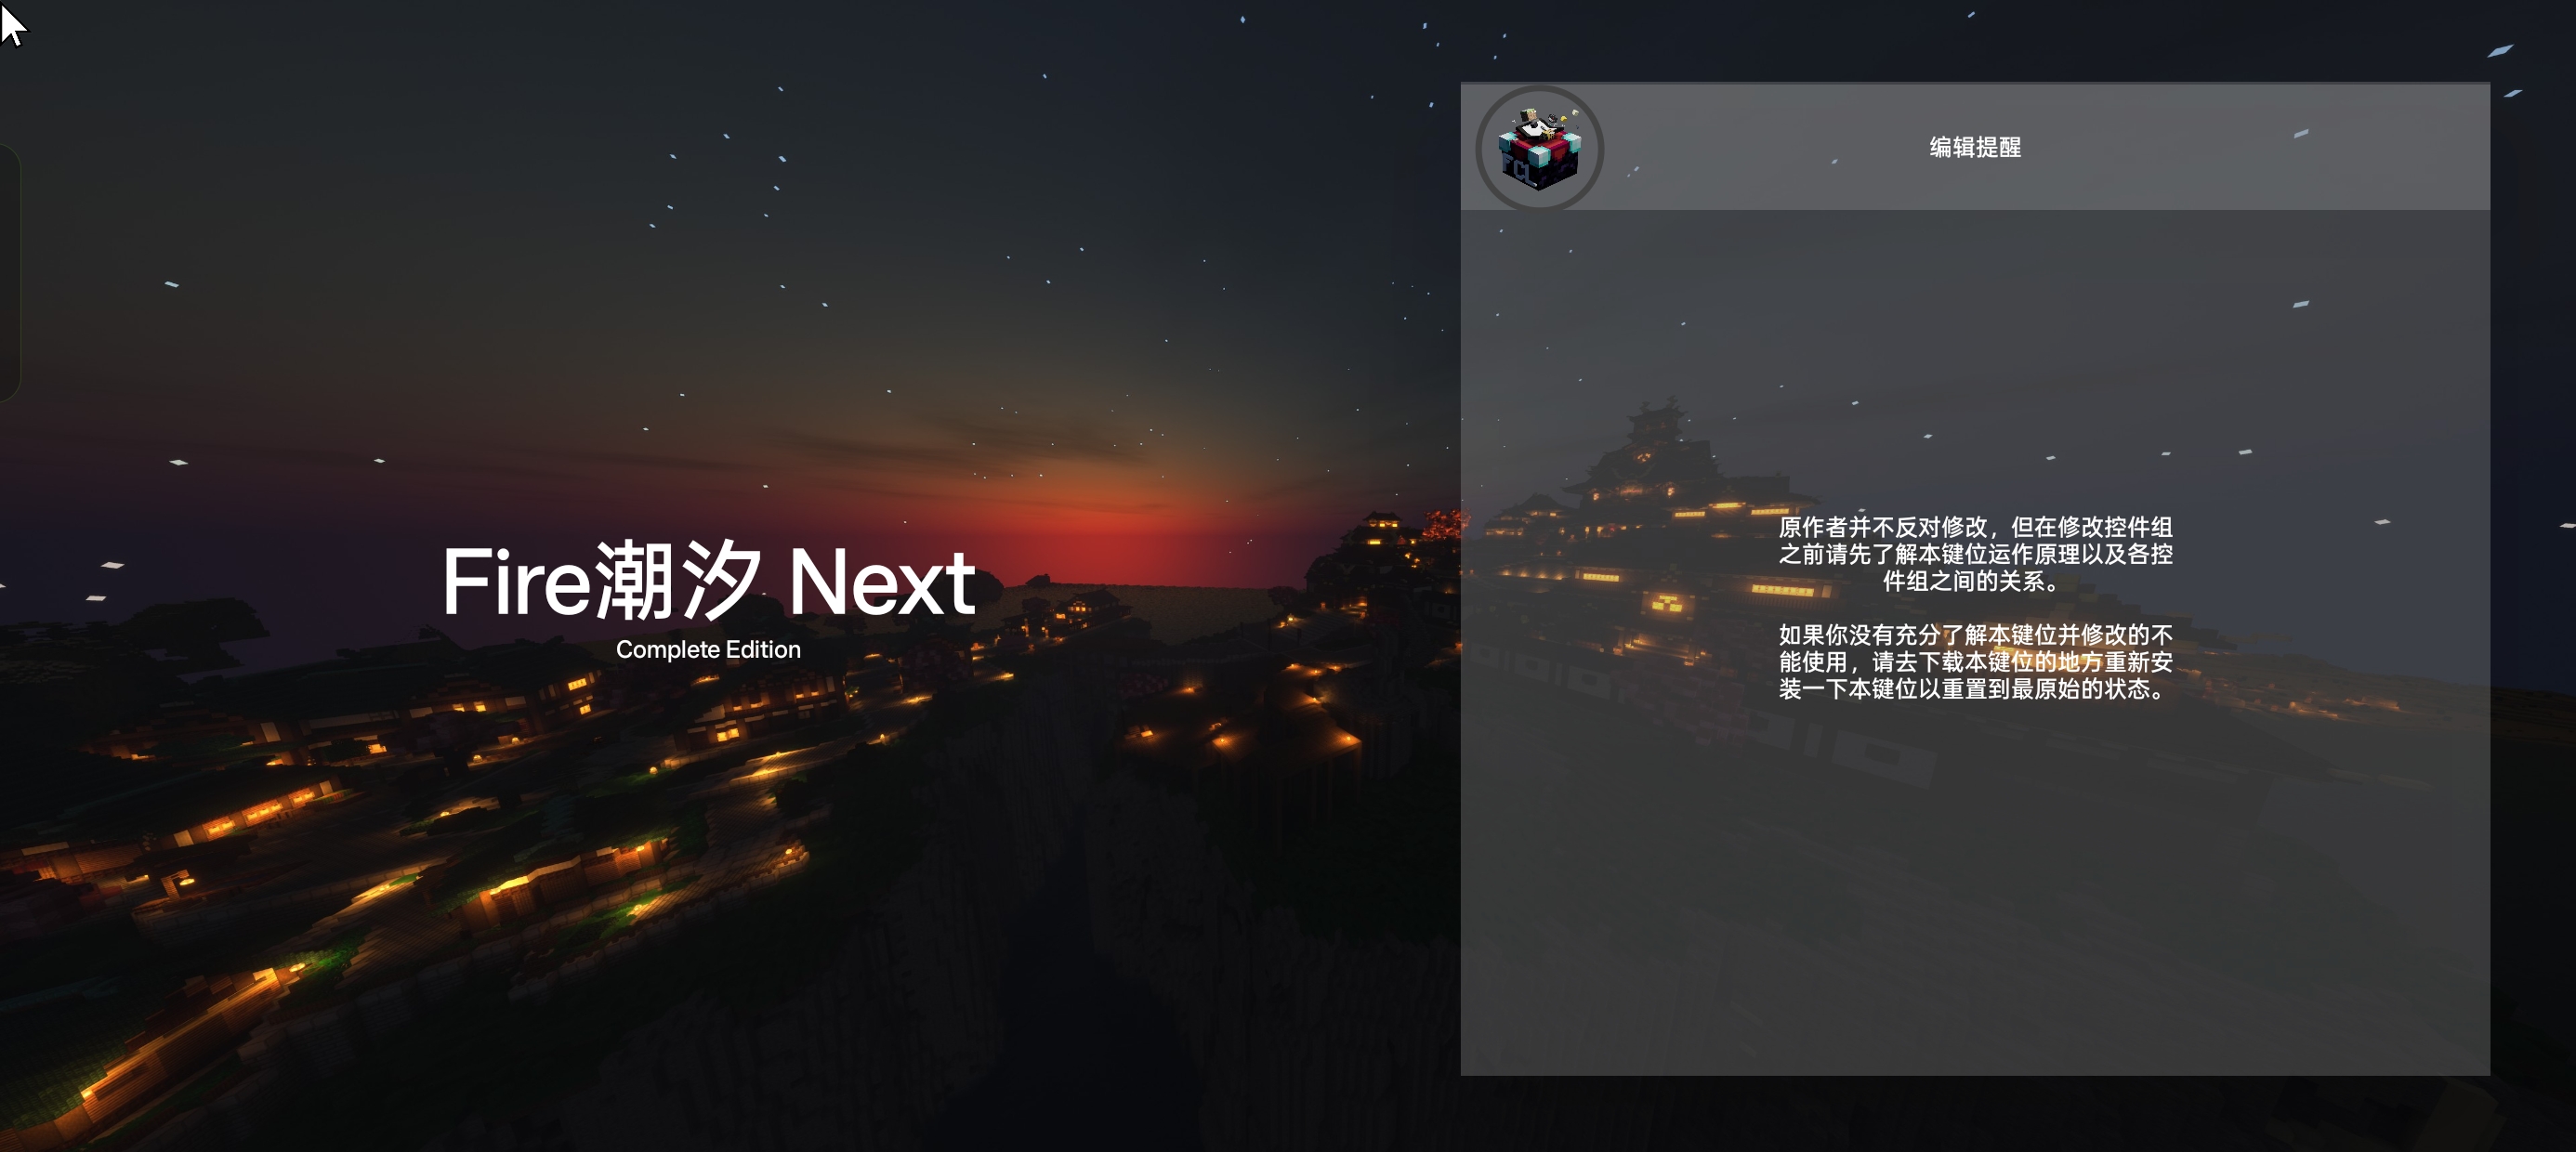 Fire潮汐 Next
Complete Edition
FCL
编辑提醒
原作者并不反对修改，但在修改控件组
之前请先了解本键位运作原理以及各控
件组之间的关系。
如果你没有充分了解本键位并修改的不
能使用，请去下载本键位的地方重新安
装一下本键位以重置到最原始的状态。